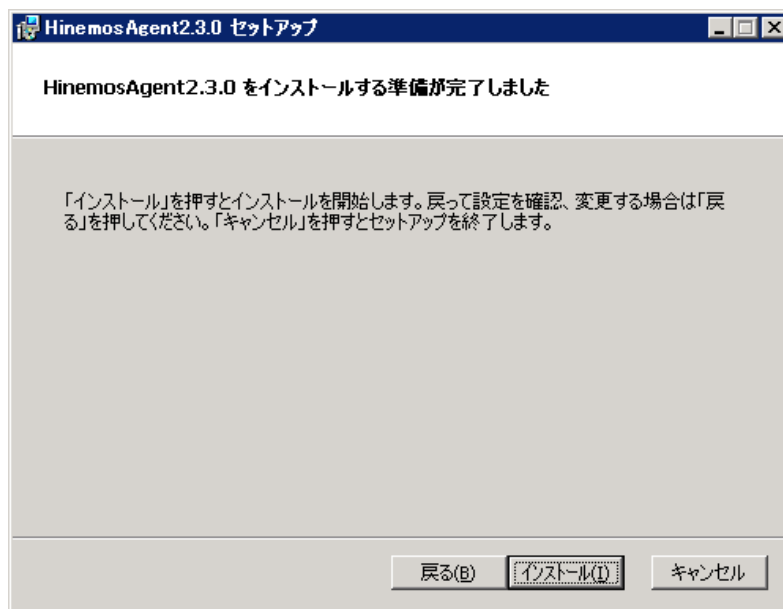 HinemosAgent2.3.0 セットアップ
HinemosAgent2.3.0 をインストールする準備が完了しました
「インストール」を押すとインストールを開始します。戻って設定を確認、変更する場合は「戻
る」を押してください。「キャンセル」を押すとセットアップを終了します。
戻る(B) インストール(I) キャンセル